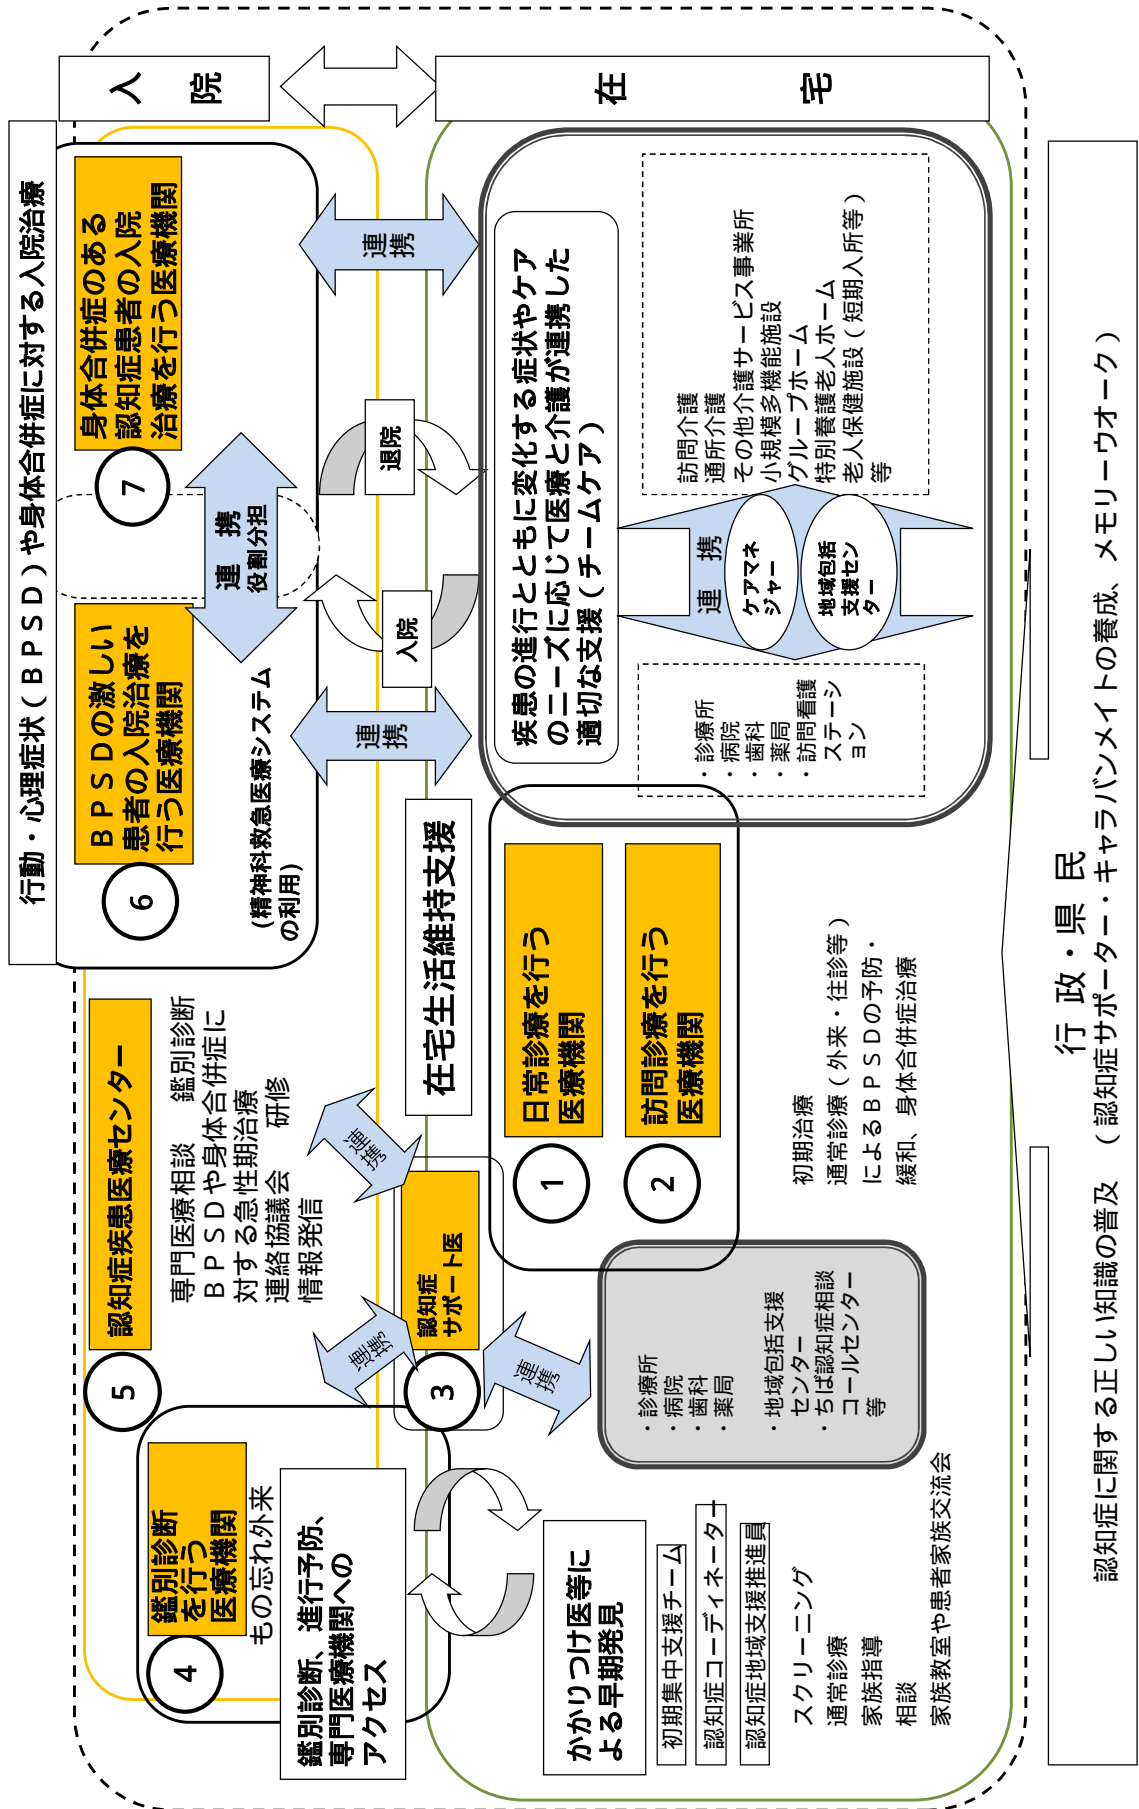 行動・心理症状(BPSD)や身体合併症に対する入院治療
入院
在宅
5
認知症疾患医療センター
専門医療相談 鑑別診断
BPSDや身体合併症に
対する急性期治療
連絡協議会 研修
情報発信
4
鑑別診断
を行う
医療機関
もの忘れ外来
鑑別診断、進行予防、
専門医療機関への
アクセス
6
BPSDの激しい
患者の入院治療を
行う医療機関
(精神科救急医療システム
の利用)
連携
役割分担
7
身体合併症のある
認知症患者の入院
治療を行う医療機関
連携
連携
連携
3
認知症
サポート医
連携
連携
入院
退院
在宅生活維持支援
1
日常診療を行う
医療機関
2
訪問診療を行う
医療機関
初期治療
通常診療(外来・往診等)
によるBPSDの予防・
緩和、身体合併症治療
疾患の進行とともに変化する症状やケア
のニーズに応じて医療と介護が連携した
適切な支援(チームケア)
・診療所
・病院
・歯科
・薬局
・訪問看護
ステーシ
ョン
連携
ケアマネ
ジャー
地域包括
支援セン
ター
訪問介護
通所介護
その他介護サービス事業所
小規模多機能施設
グループホーム
特別養護老人ホーム
老人保健施設(短期入所等)
等
・診療所
・病院
・歯科
・薬局
・地域包括支援
センター
・ちば認知症相談
コールセンター
等
かかりつけ医等に
よる早期発見
初期集中支援チーム
認知症コーディネーター
認知症地域支援推進員
スクリーニング
通常診療
家族指導
相談
家族教室や患者家族交流会
行政・県民
認知症に関する正しい知識の普及 (認知症サポーター・キャラバンメイトの養成、メモリーウオーク)